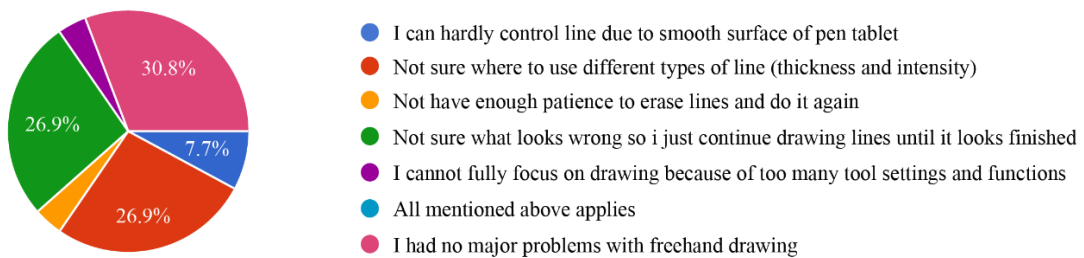 30.8%
26.9%
7.7%
26.9%
I can hardly control line due to smooth surface of pen tablet
Not sure where to use different types of line (thickness and intensity)
Not have enough patience to erase lines and do it again
Not sure what looks wrong so i just continue drawing lines until it looks finished
I cannot fully focus on drawing because of too many tool settings and functions
All mentioned above applies
I had no major problems with freehand drawing